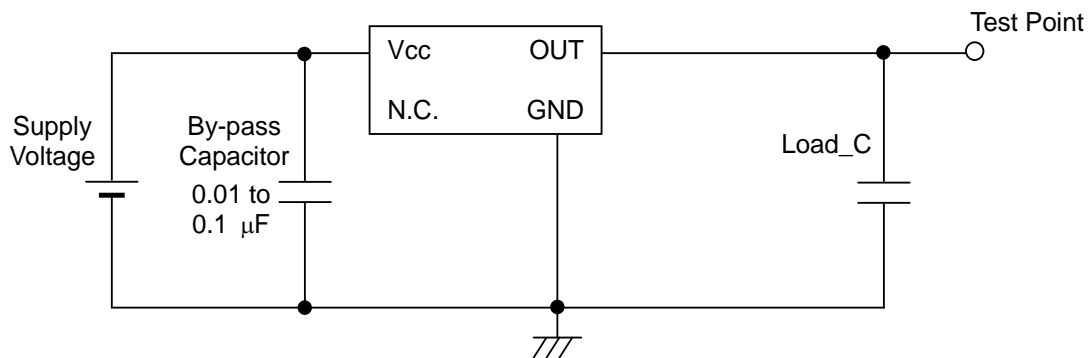 Test Point
Vcc
OUT
N.C.
GND
Supply
Voltage
By-pass
Capacitor
0.01 to
0.1 μF
Load_C